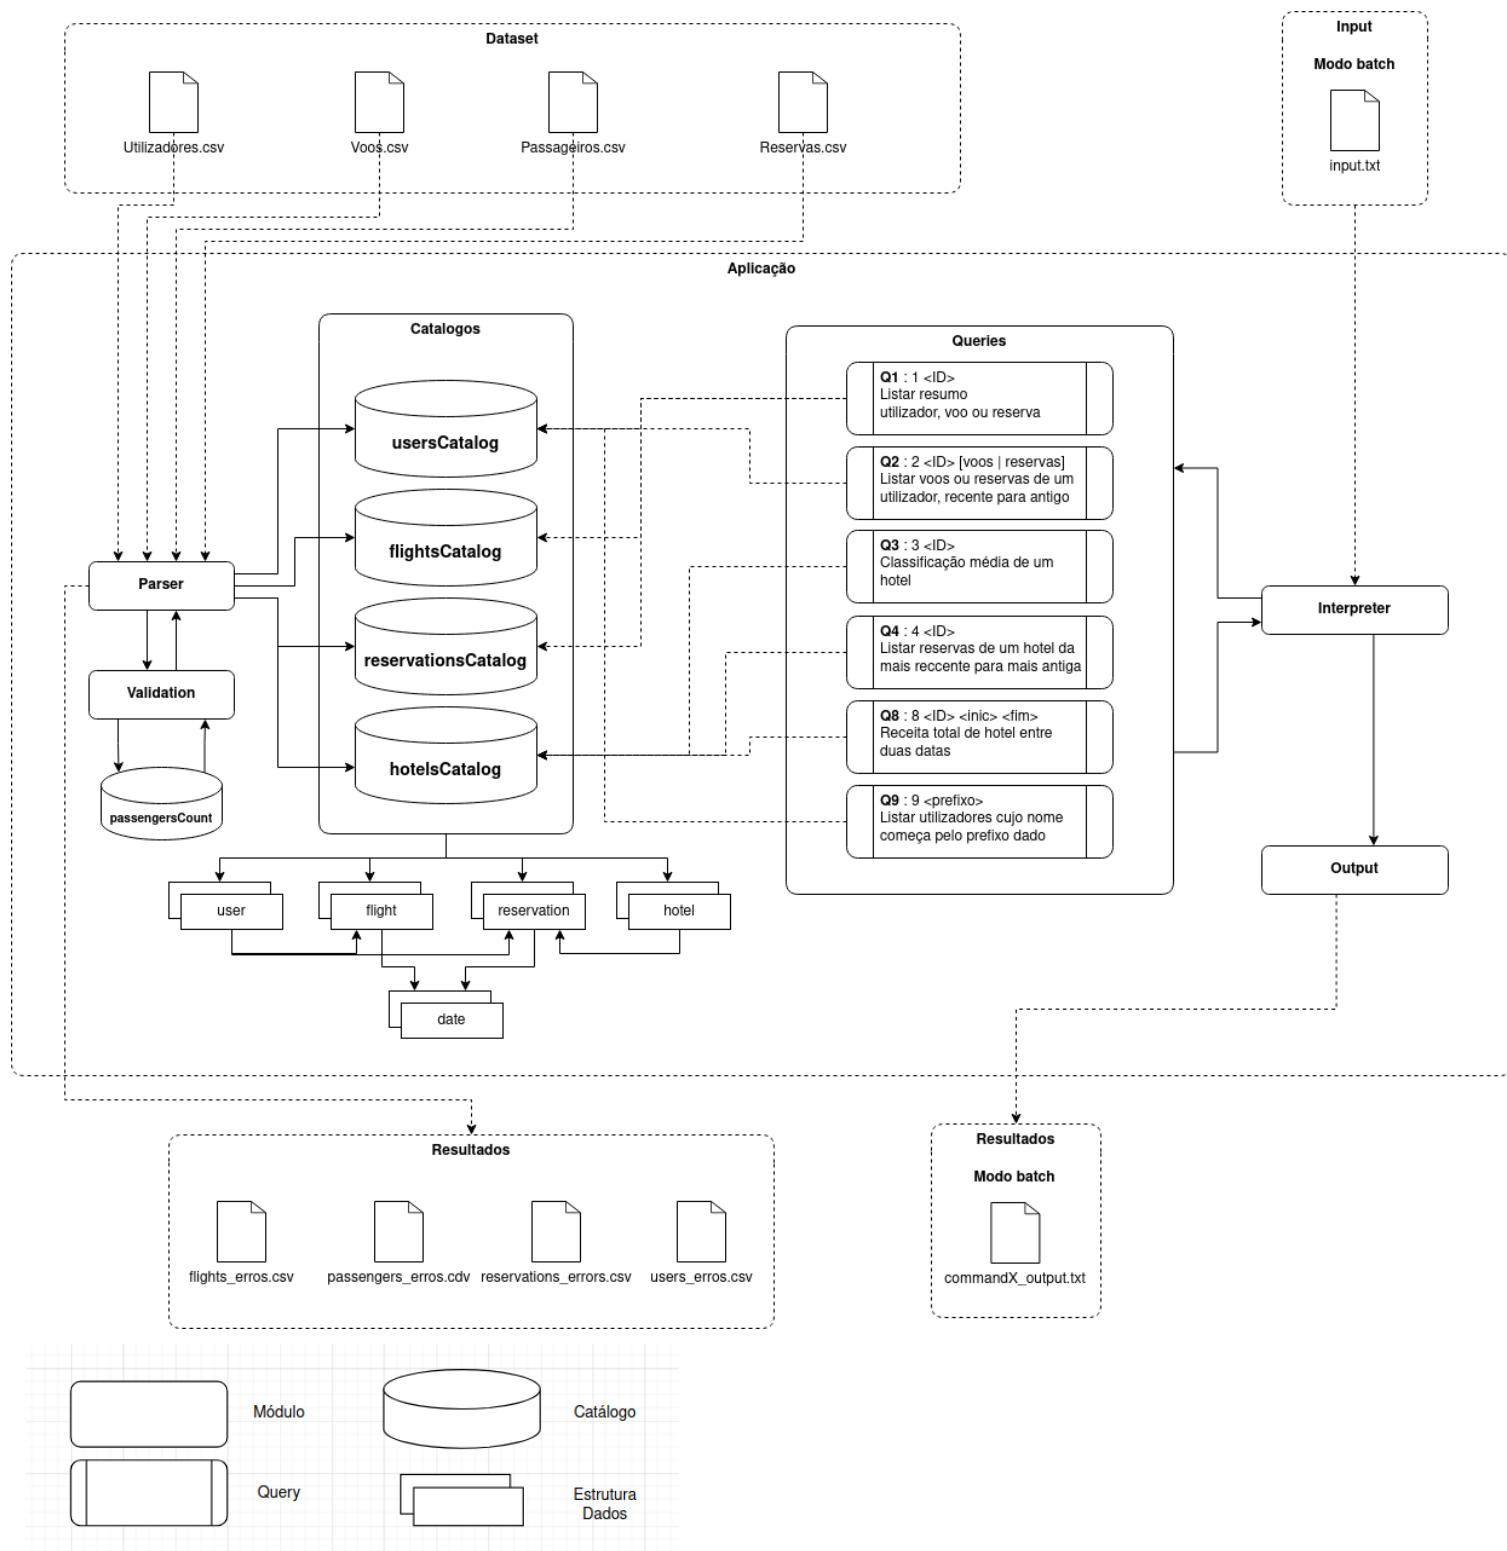 Dataset
Utilizadores.csv
Voos.csv
Passageiros.csv
Reservas.csv
Input
Modo batch
input.txt
Aplicação
Catalogos
usersCatalog
flightsCatalog
reservationsCatalog
hotelsCatalog
Parser
Validation
passengersCount
user
flight
reservation
hotel
date
Queries
Q1 : 1 <ID>
Listar resumo
utilizador, voo ou reserva
Q2 : 2 <ID> [voos | reservas]
Listar voos ou reservas de um
utilizador, recente para antigo
Q3 : 3 <ID>
Classificação média de um
hotel
Q4 : 4 <ID>
Listar reservas de um hotel da
mais reccente para mais antiga
Q8 : 8 <ID> <inic> <fim>
Receita total de hotel entre
duas datas
Q9 : 9 <prefixo>
Listar utilizadores cujo nome
começa pelo prefixo dado
Interpreter
Output
Resultados
flights_erros.csv
passengers_erros.cdv
reservations_errors.csv
users_erros.csv
Resultados
Modo batch
commandX_output.txt
Módulo
Catálogo
Query
Estrutura
Dados